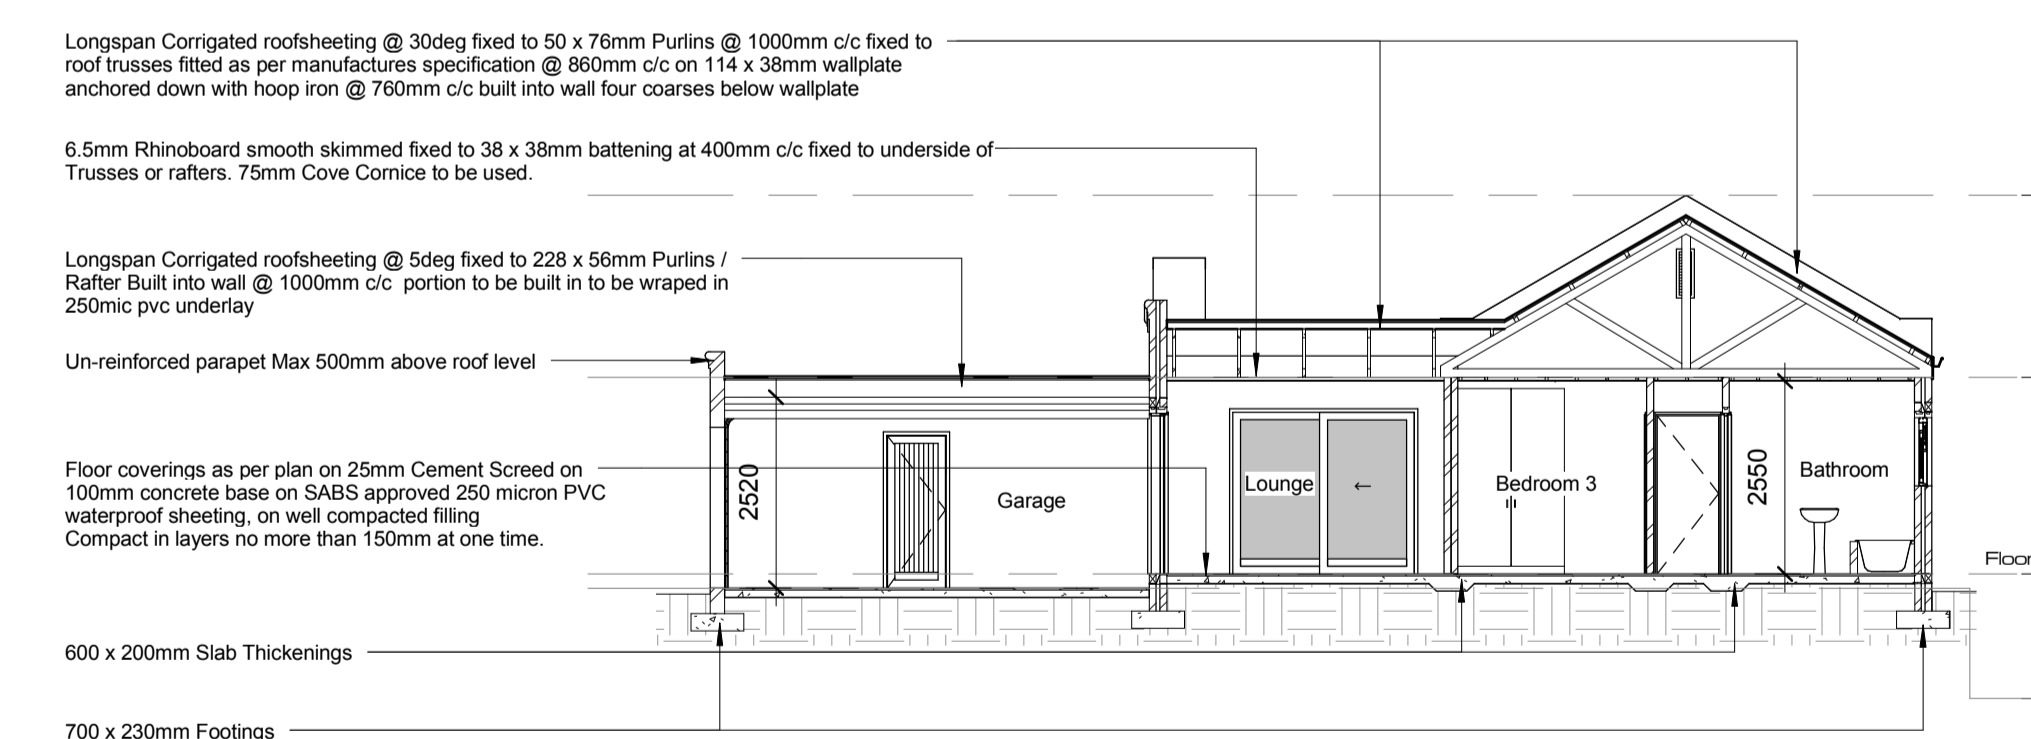 Longspan Corrigated roofsheeting @ 30deg fixed to 50 x 76mm Purlins @ 1000mm c/c fixed to
roof trusses fitted as per manufactures specification @ 860mm c/c on 114 x 38mm wallplate
anchored down with hoop iron @ 760mm c/c built into wall four coarses below wallplate
6.5mm Rhinoboard smooth skimmed fixed to 38 x 38mm battening at 400mm c/c fixed to underside of
Trusses or rafters. 75mm Cove Cornice to be used.
Longspan Corrigated roofsheeting @ 5deg fixed to 228 x 56mm Purlins /
Rafter Built into wall @ 1000mm c/c portion to be built in to be wraped in
250mic pvc underlay
Un-reinforced parapet Max 500mm above roof level
Floor coverings as per plan on 25mm Cement Screed on
100mm concrete base on SABS approved 250 micron PVC
waterproof sheeting, on well compacted filling
Compact in layers no more than 150mm at one time.
600 x 200mm Slab Thickenings
700 x 230mm Footings
2520
Garage
Lounge
Bedroom 3
2550
Bathroom
Floor